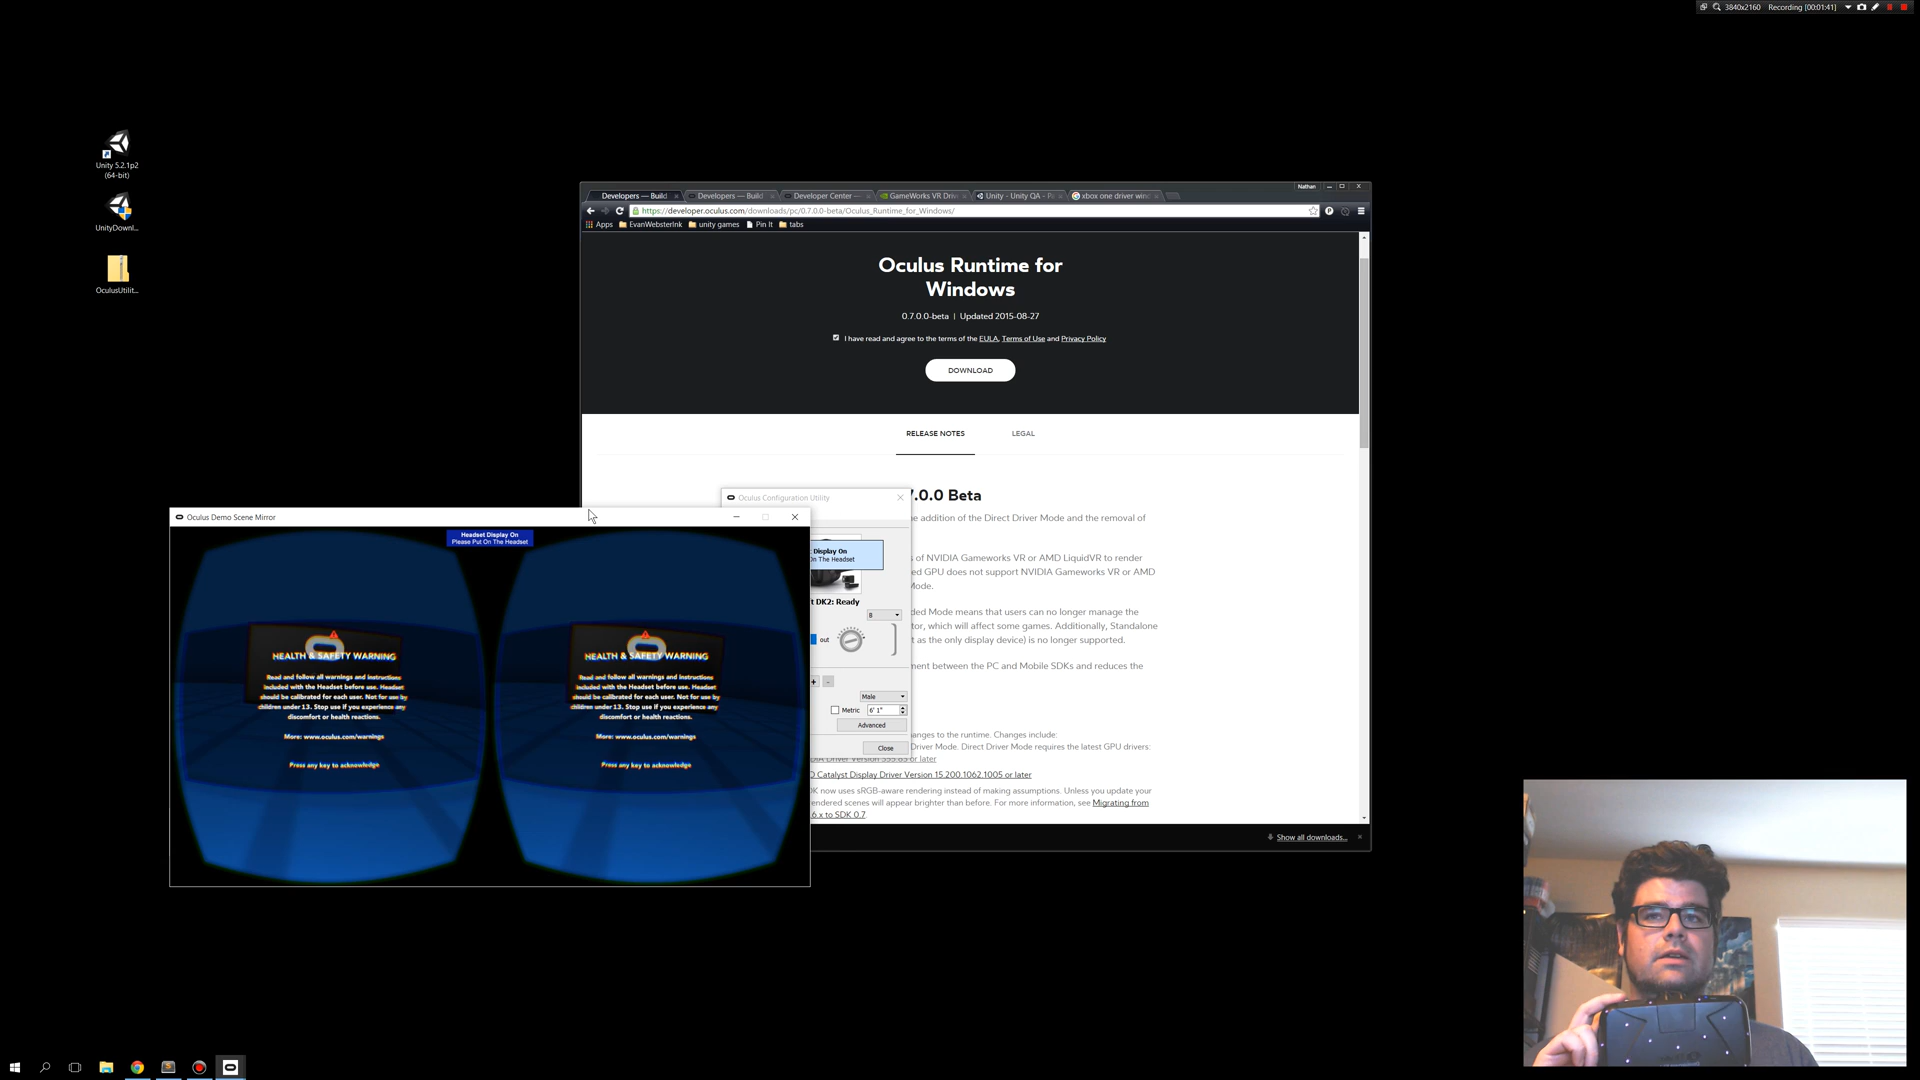 3840x2160 Recording [00:01:41]
Unity 5.2.1p2
(64-bit)
UnityDownl...
OculusUtilit...
Nathan
Developers — Build
Developers — Build
Developer Center —
GameWorks VR Driv
Unity - Unity QA - P
xbox one driver wind
https://developer.oculus.com/downloads/pc/0.7.0.0-beta/Oculus_Runtime_for_Windows/
Apps EvanWebsterInk unity games Pin It tabs
Oculus Runtime for
Windows
0.7.0.0-beta | Updated 2015-08-27
I have read and agree to the terms of the EULA, Terms of Use and Privacy Policy
DOWNLOAD
RELEASE NOTES LEGAL
7.0.0 Beta
e addition of the Direct Driver Mode and the removal of
s of NVIDIA Gameworks VR or AMD LiquidVR to render
ed GPU does not support NVIDIA Gameworks VR or AMD
Mode.
ded Mode means that users can no longer manage the
tor, which will affect some games. Additionally, Standalone
t as the only display device) is no longer supported.
ment between the PC and Mobile SDKs and reduces the
hanges to the runtime. Changes include:
Driver Mode. Direct Driver Mode requires the latest GPU drivers:
or later
D Catalyst Display Driver Version 15.200.1062.1005 or later
DK now uses sRGB-aware rendering instead of making assumptions. Unless you update your
rendered scenes will appear brighter than before. For more information, see Migrating from
6.x to SDK 0.7
Show all downloads...
Oculus Configuration Utility
Display On
On The Headset
t DK2: Ready
8
out
+ -
Male
Metric 6' 1"
Advanced
Close
Oculus Demo Scene Mirror
Headset Display On
Please Put On The Headset
HEALTH & SAFETY WARNING
Read and follow all warnings and instructions
included with the Headset before use. Headset
should be calibrated for each user. Not for use by
children under 13. Stop use if you experience any
discomfort or health reactions.
More: www.oculus.com/warnings
Press any key to acknowledge
HEALTH & SAFETY WARNING
Read and follow all warnings and instructions
included with the Headset before use. Headset
should be calibrated for each user. Not for use by
children under 13. Stop use if you experience any
discomfort or health reactions.
More: www.oculus.com/warnings
Press any key to acknowledge